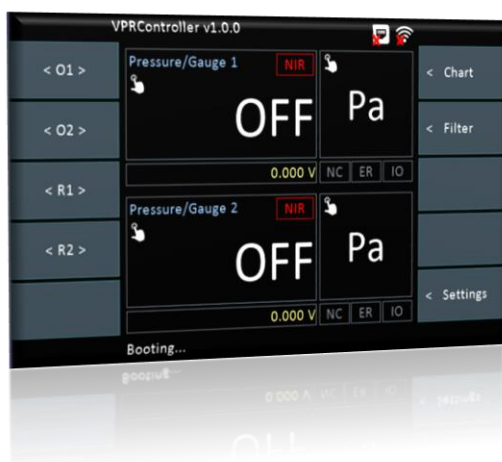 VPRController v1.0.0
< O1 >
< O2 >
< R1 >
< R2 >
Pressure/Gauge 1
NIR
OFF
Pa
0.000 V
NC
ER
IO
Pressure/Gauge 2
NIR
OFF
Pa
0.000 V
NC
ER
IO
< Chart
< Filter
< Settings
Booting...